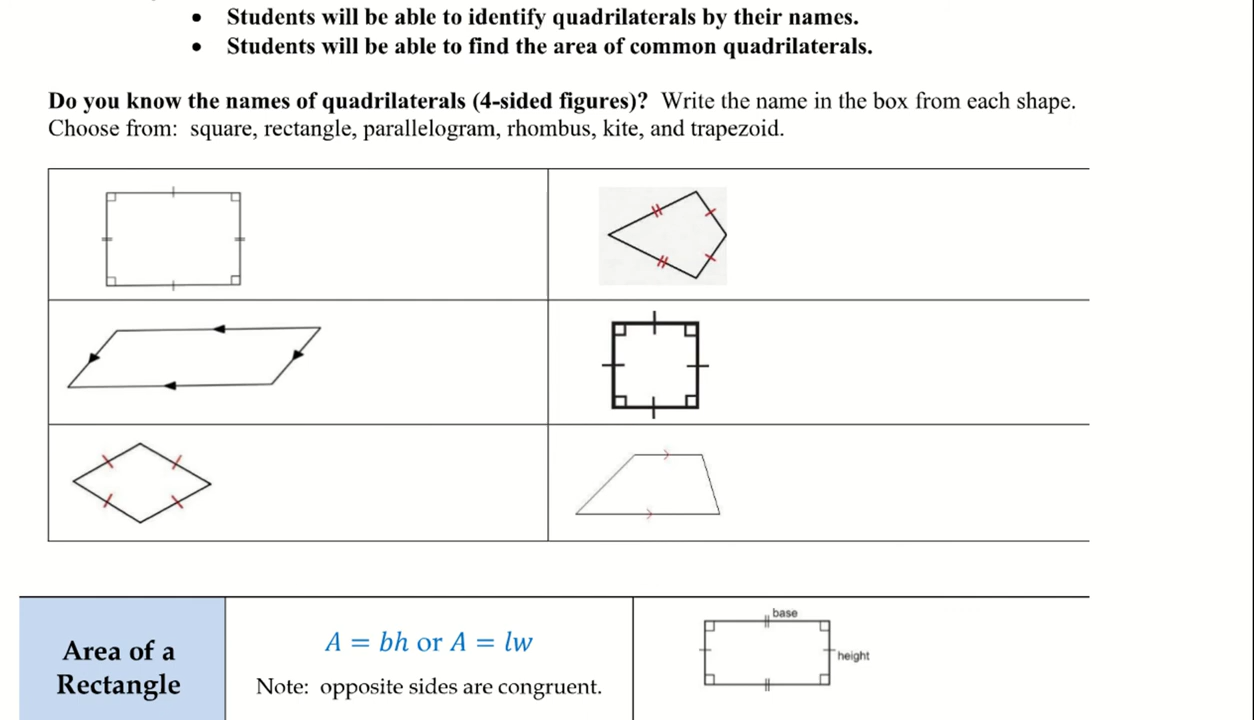 • Students will be able to identify quadrilaterals by their names.
• Students will be able to find the area of common quadrilaterals.
Do you know the names of quadrilaterals (4-sided figures)? Write the name in the box from each shape.
Choose from: square, rectangle, parallelogram, rhombus, kite, and trapezoid.
Area of a
Rectangle
A = bh or A = lw
Note: opposite sides are congruent.
base
height